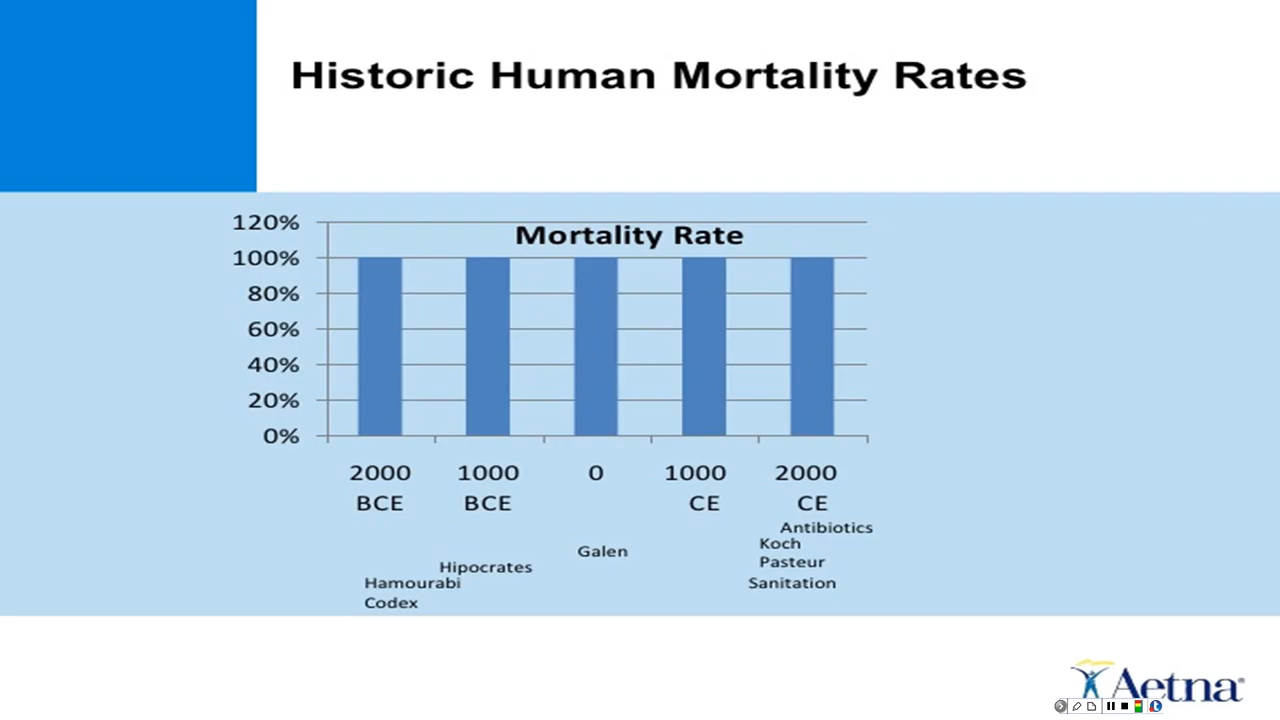 Historic Human Mortality Rates
Mortality Rate
120%
100%
80%
60%
40%
20%
0%
2000 BCE
1000 BCE
0
1000 CE
2000 CE
Antibiotics
Koch
Galen
Pasteur
Hipocrates
Hamourabi
Sanitation
Codex
Aetna®